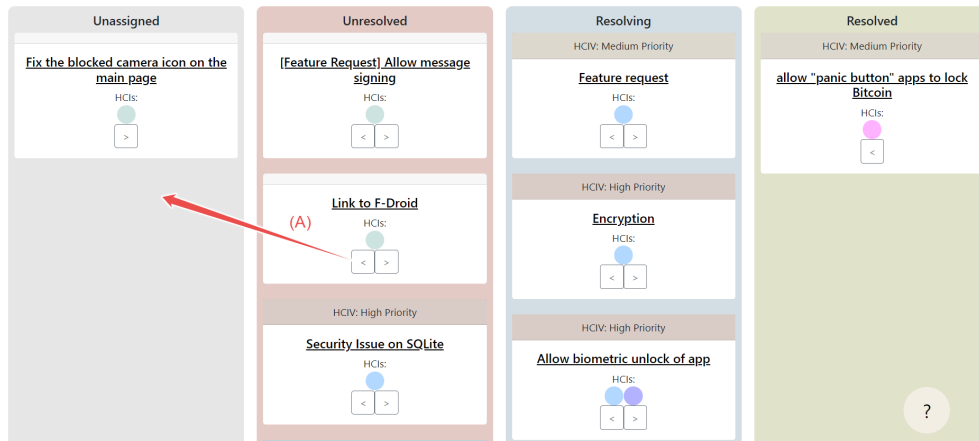 Unassigned
Fix the blocked camera icon on the
main page
HCIs:
>
Unresolved
[Feature Request] Allow message
signing
HCIs:
< >
Link to F-Droid
HCIs:
< >
(A)
HCIV: High Priority
Security Issue on SQLite
HCIs:
< >
Resolving
HCIV: Medium Priority
Feature request
HCIs:
< >
HCIV: High Priority
Encryption
HCIs:
< >
HCIV: High Priority
Allow biometric unlock of app
HCIs:
< >
Resolved
HCIV: Medium Priority
allow "panic button" apps to lock
Bitcoin
HCIs:
<
?